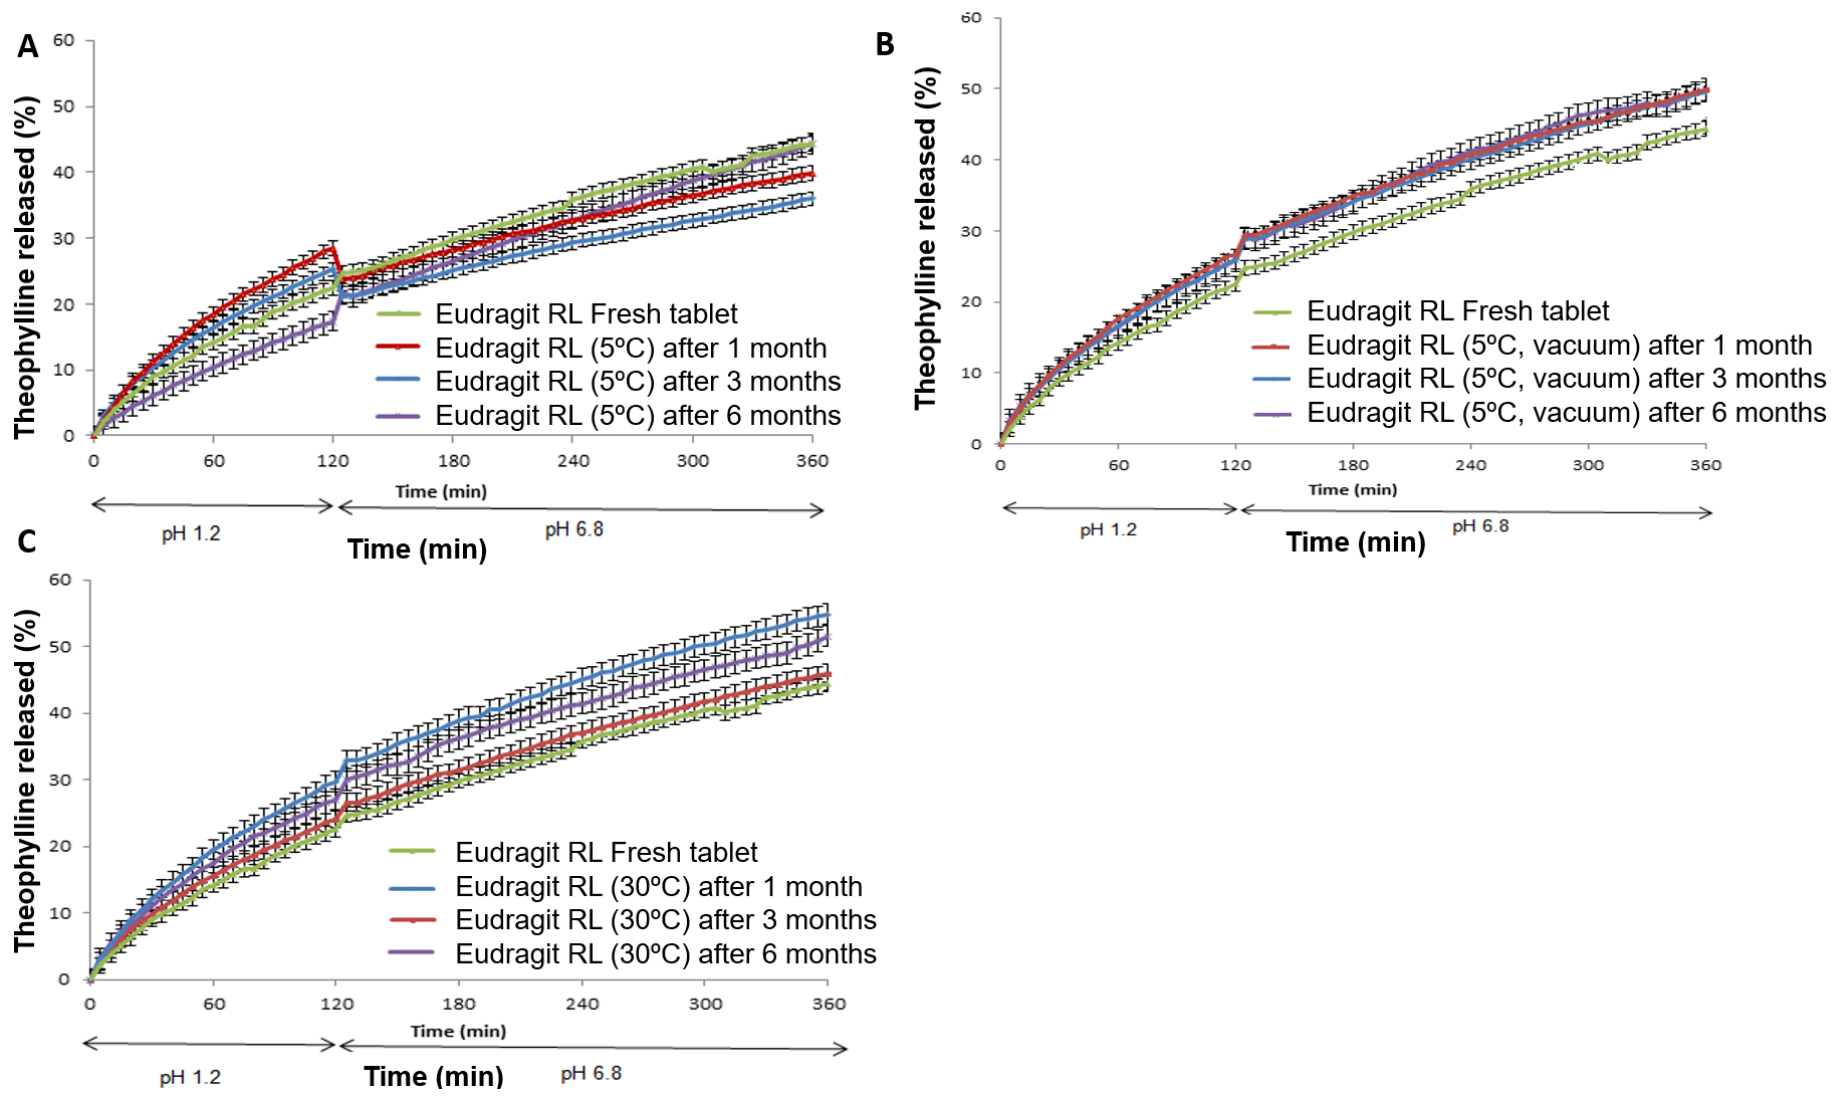 A
Theophylline released (%)
60
50
40
30
20
10
0
Eudragit RL Fresh tablet
Eudragit RL (5ºC) after 1 month
Eudragit RL (5ºC) after 3 months
Eudragit RL (5ºC) after 6 months
0 60 120 180 240 300 360
Time (min)
pH 1.2 pH 6.8
Time (min)
B
Theophylline released (%)
60
50
40
30
20
10
0
Eudragit RL Fresh tablet
Eudragit RL (5ºC, vacuum) after 1 month
Eudragit RL (5ºC, vacuum) after 3 months
Eudragit RL (5ºC, vacuum) after 6 months
0 60 120 180 240 300 360
Time (min)
pH 1.2 pH 6.8
Time (min)
C
Theophylline released (%)
60
50
40
30
20
10
0
Eudragit RL Fresh tablet
Eudragit RL (30ºC) after 1 month
Eudragit RL (30ºC) after 3 months
Eudragit RL (30ºC) after 6 months
0 60 120 180 240 300 360
Time (min)
pH 1.2 pH 6.8
Time (min)